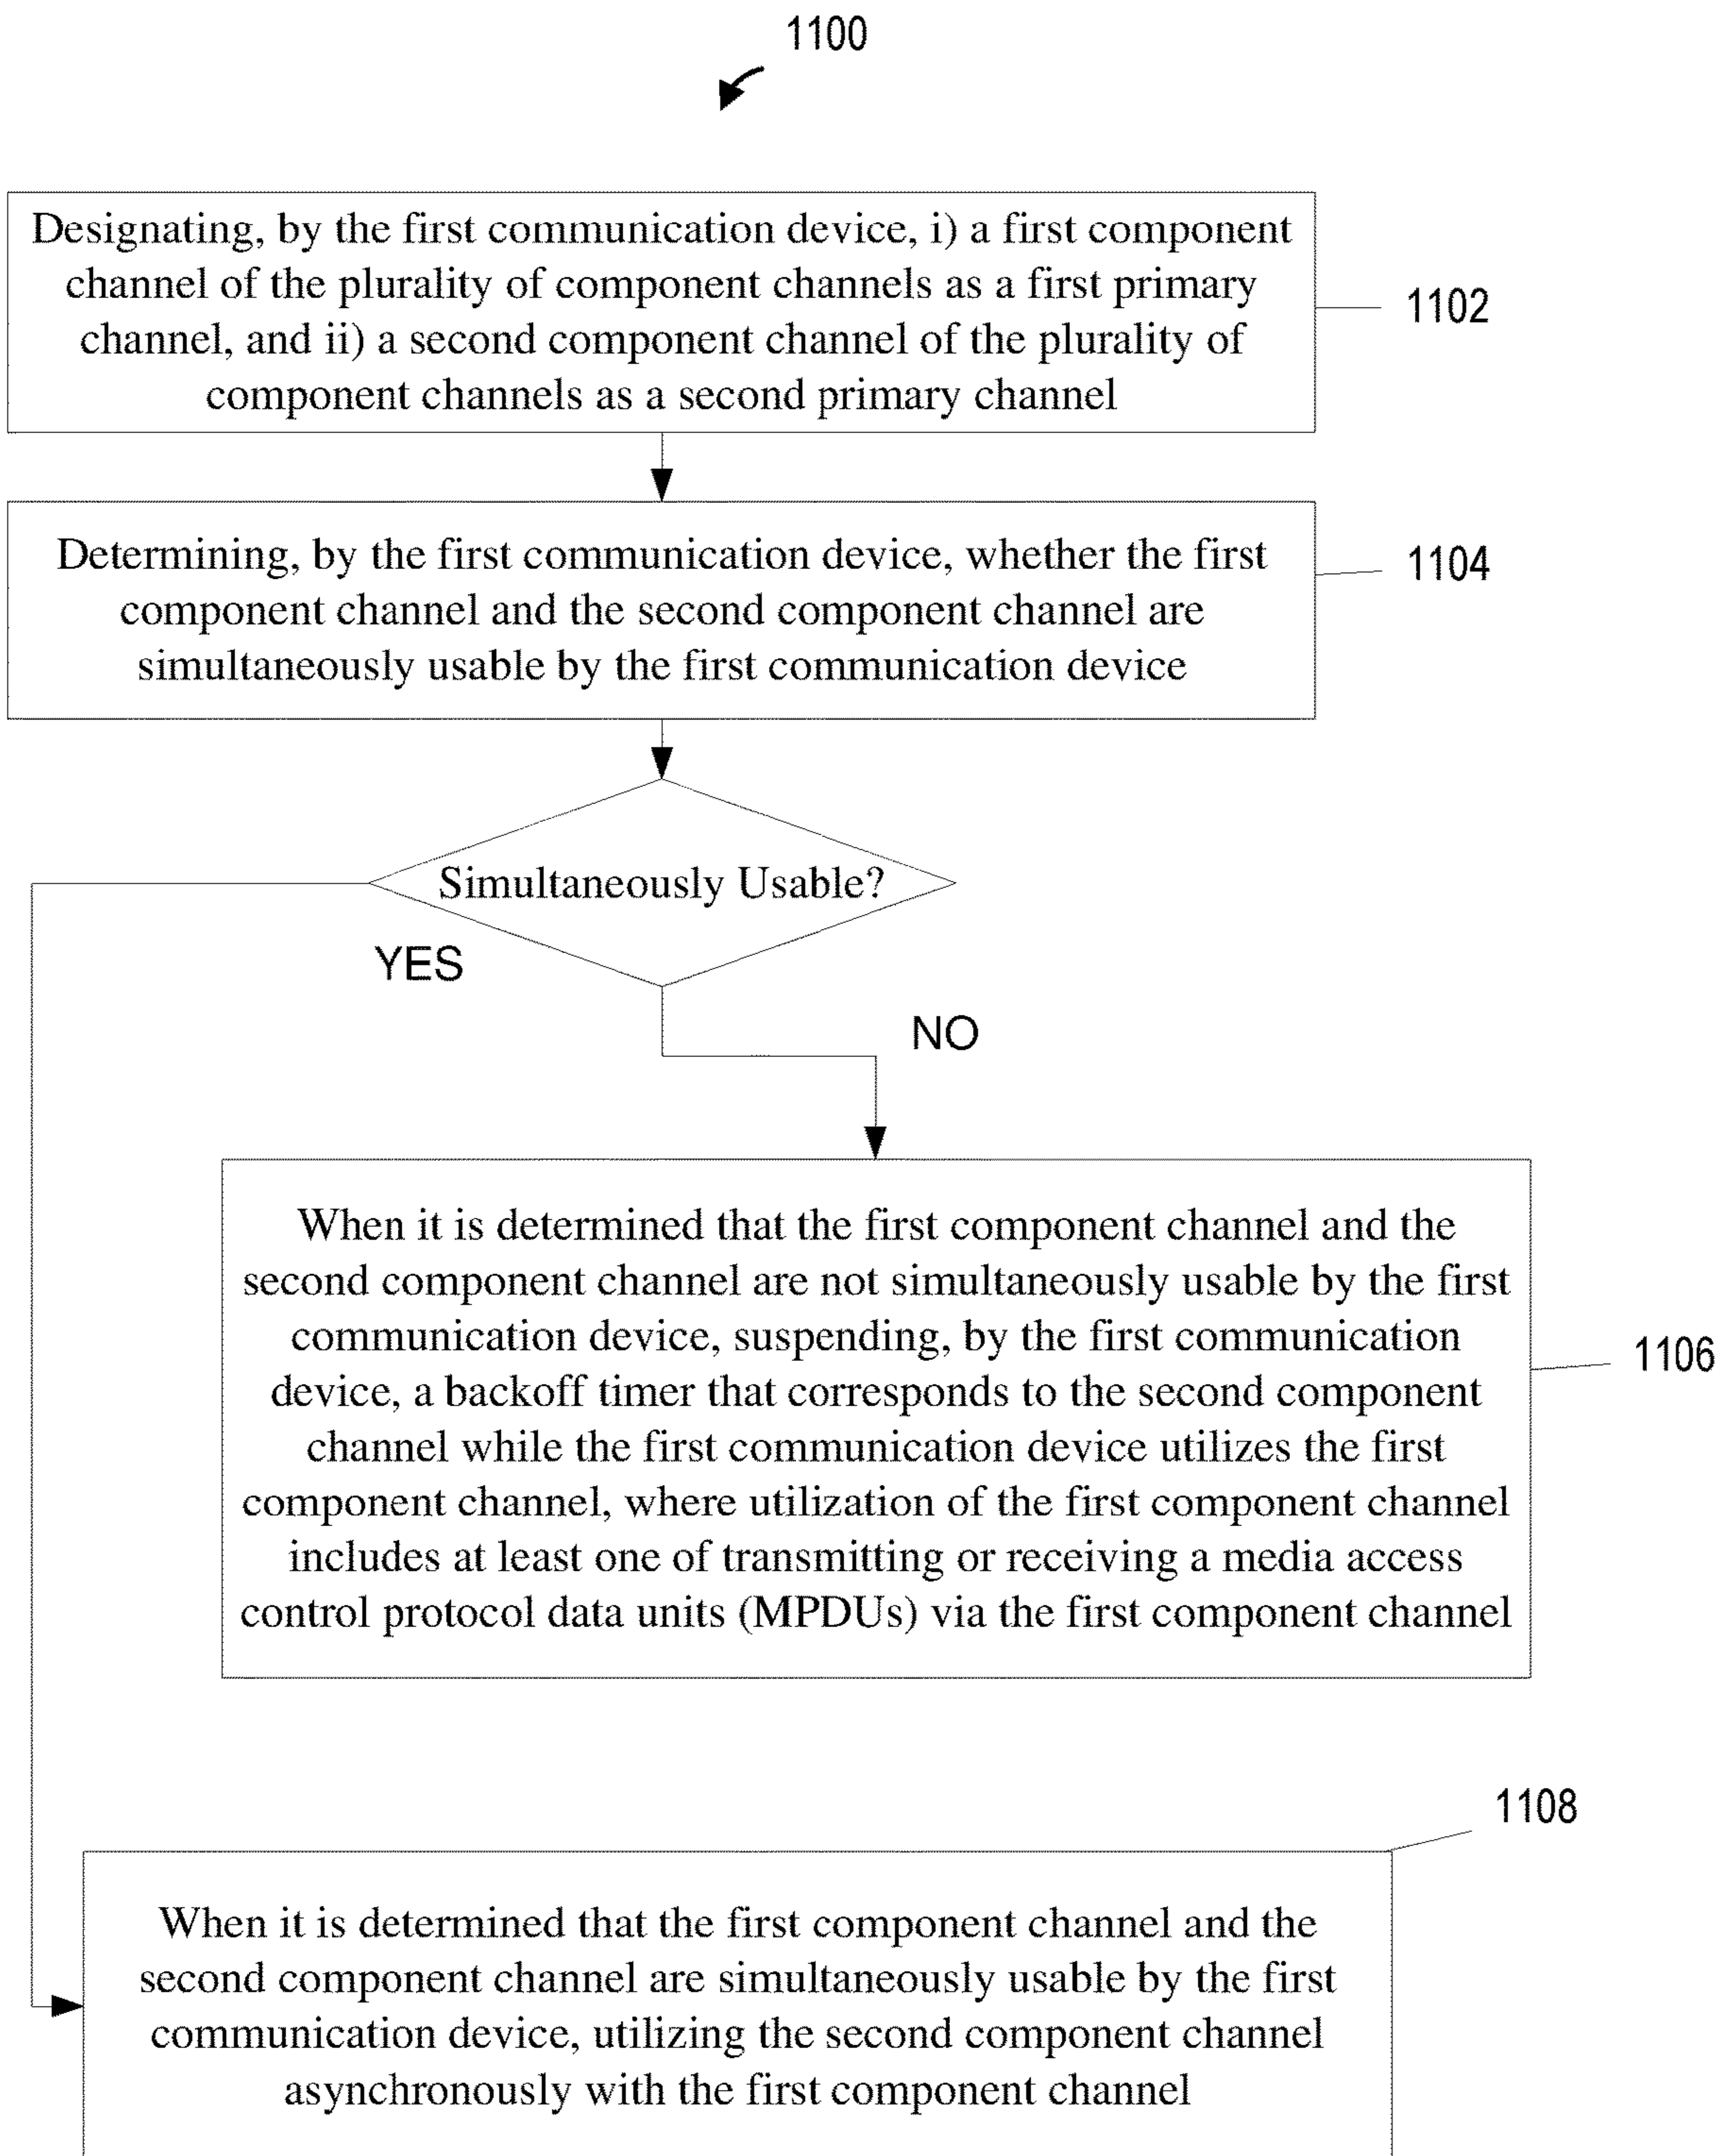 1100
Designating, by the first communication device, i) a first component
channel of the plurality of component channels as a first primary
channel, and ii) a second component channel of the plurality of
component channels as a second primary channel
1102
Determining, by the first communication device, whether the first
component channel and the second component channel are
simultaneously usable by the first communication device
1104
Simultaneously Usable?
YES
NO
When it is determined that the first component channel and the
second component channel are not simultaneously usable by the first
communication device, suspending, by the first communication
device, a backoff timer that corresponds to the second component
channel while the first communication device utilizes the first
component channel, where utilization of the first component channel
includes at least one of transmitting or receiving a media access
control protocol data units (MPDUs) via the first component channel
1106
1108
When it is determined that the first component channel and the
second component channel are simultaneously usable by the first
communication device, utilizing the second component channel
asynchronously with the first component channel